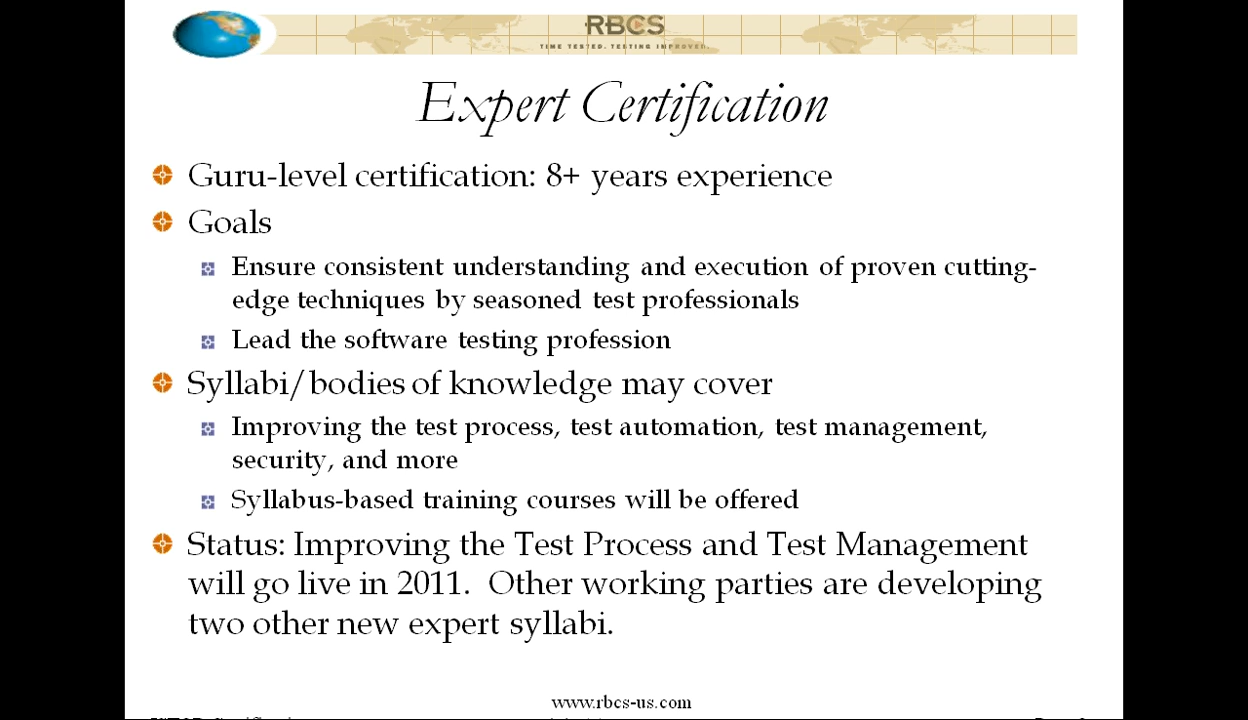 RBCS
TIME TESTED. TESTING IMPROVED.
Expert Certification
Guru-level certification: 8+ years experience
Goals
Ensure consistent understanding and execution of proven cutting-
edge techniques by seasoned test professionals
Lead the software testing profession
Syllabi/bodies of knowledge may cover
Improving the test process, test automation, test management,
security, and more
Syllabus-based training courses will be offered
Status: Improving the Test Process and Test Management
will go live in 2011.  Other working parties are developing
two other new expert syllabi.
www.rbcs-us.com